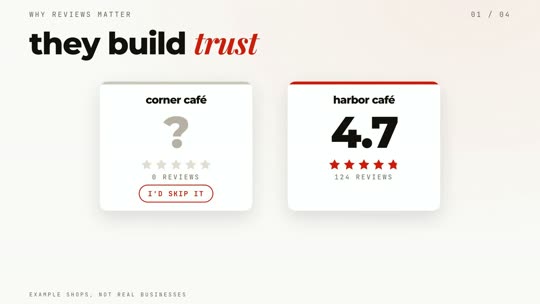 WHY REVIEWS MATTER
01 / 04
they build trust
corner café
?
0 REVIEWS
I'D SKIP IT
harbor café
4.7
124 REVIEWS
EXAMPLE SHOPS, NOT REAL BUSINESSES